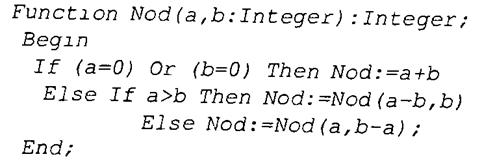 Function Nod(a,b:Integer):Integer;
Begin
If (a=0) Or (b=0) Then Nod:=a+b
Else If a>b Then Nod:=Nod(a-b,b)
Else Nod:=Nod(a,b-a);
End;